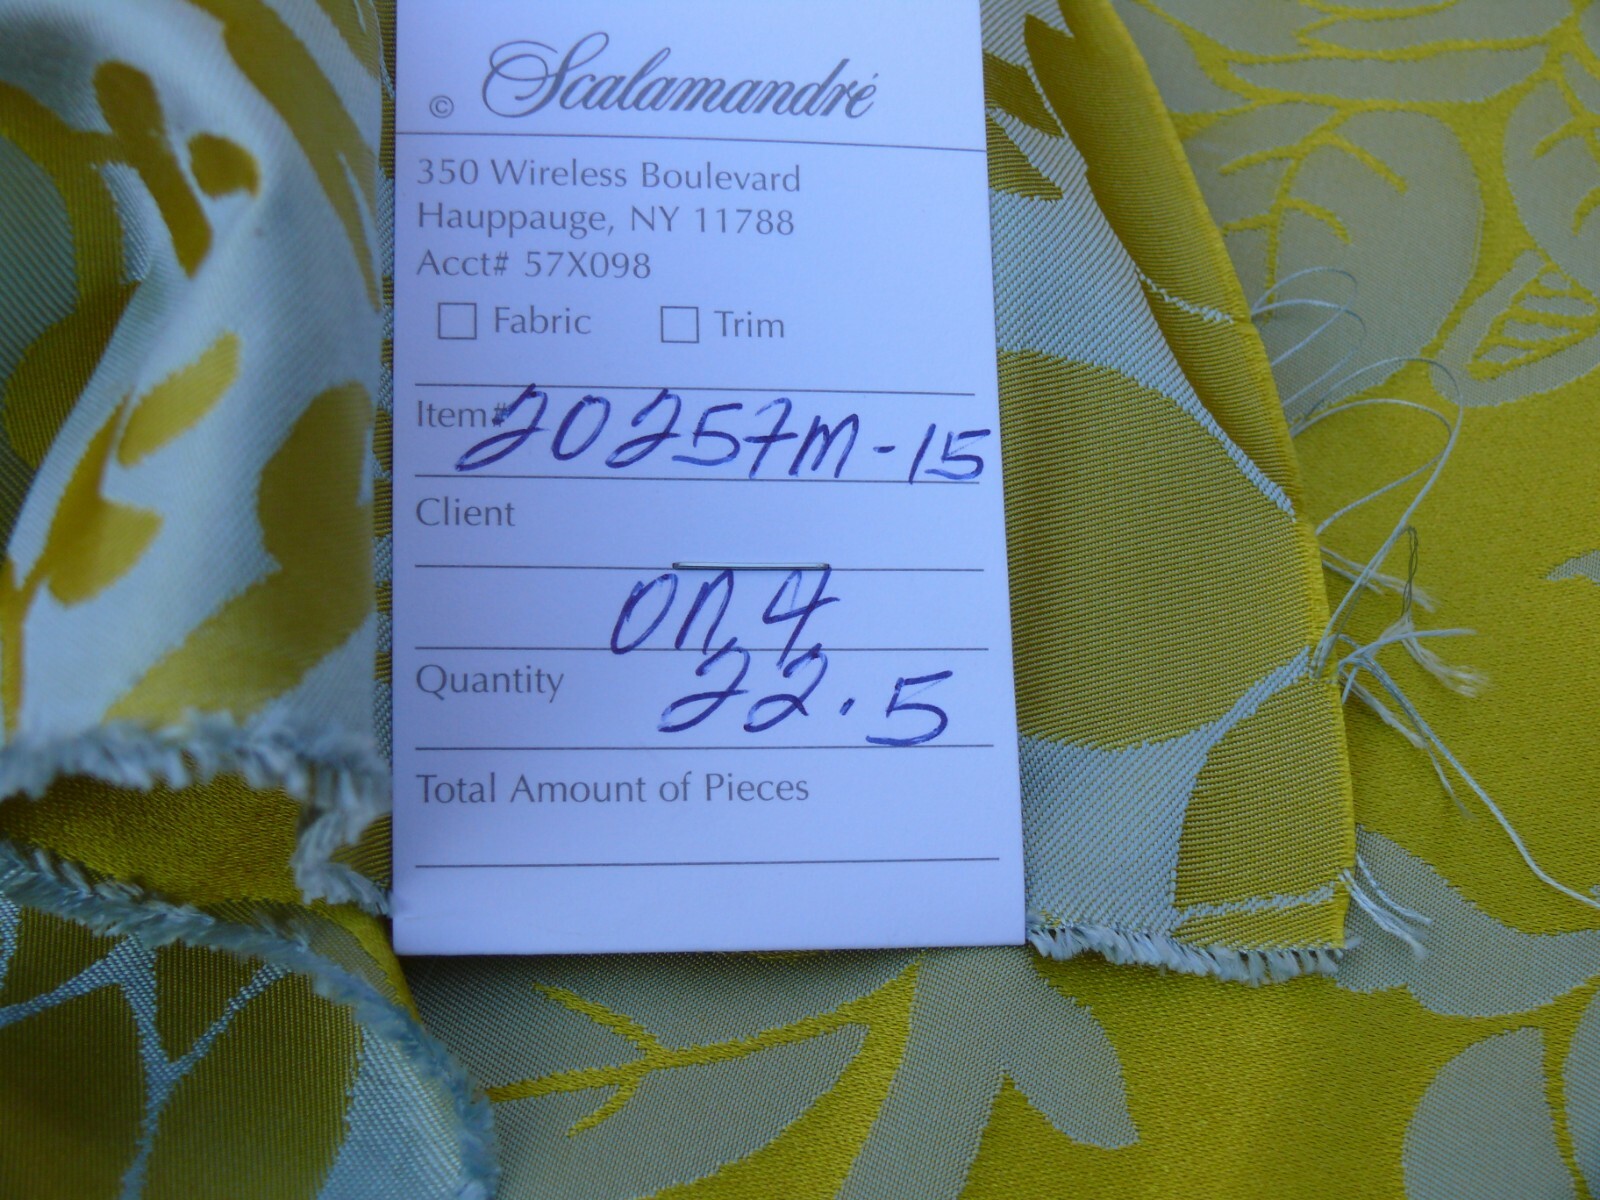 © Scalamandré
350 Wireless Boulevard
Hauppauge, NY 11788
Acct# 57X098
Fabric Trim
Item# 20257M-15
Client
on 4
Quantity 22.5
Total Amount of Pieces